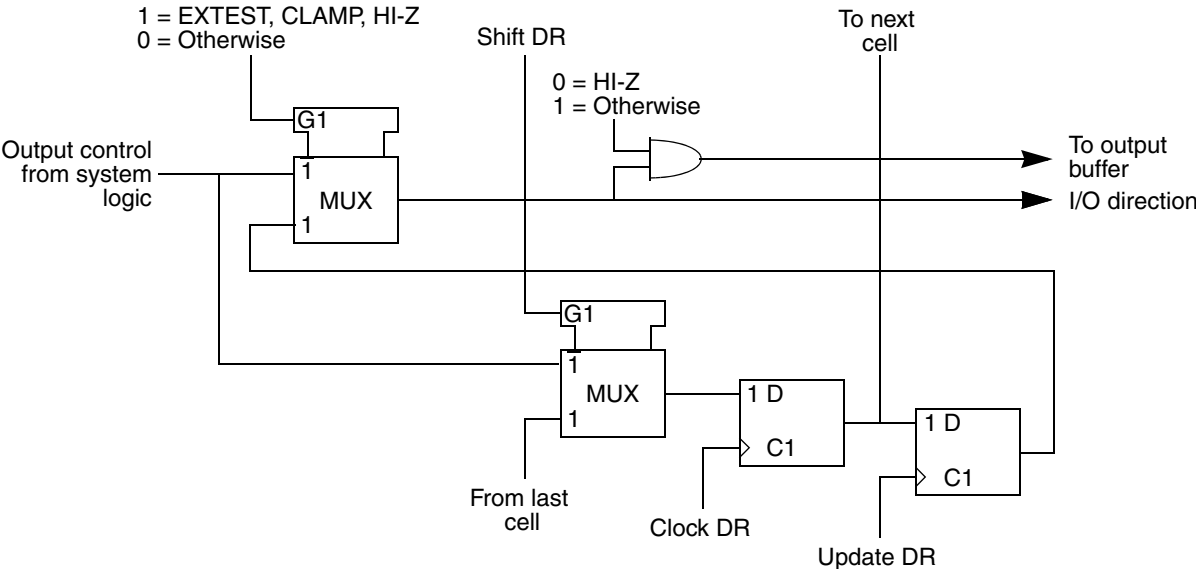 1 = EXTEST, CLAMP, HI-Z
0 = Otherwise
Shift DR
To next
cell
0 = HI-Z
1 = Otherwise
G1
Output control
from system
logic
1
MUX
1
To output
buffer
I/O direction
G1
1
MUX
1
1 D
C1
1 D
C1
From last
cell
Clock DR
Update DR